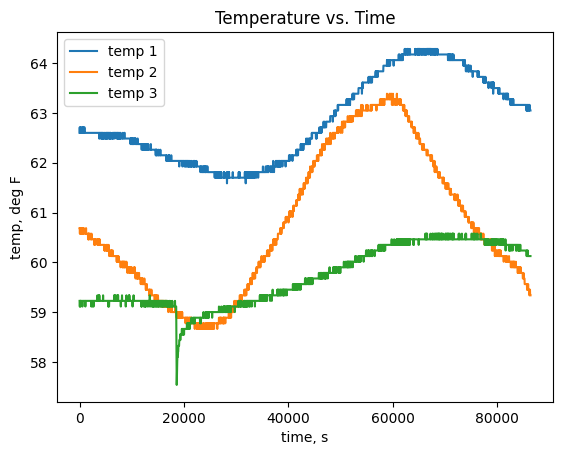 Temperature vs. Time
temp 1
temp 2
temp 3
temp, deg F
64
63
62
61
60
59
58
0
20000
40000
60000
80000
time, s